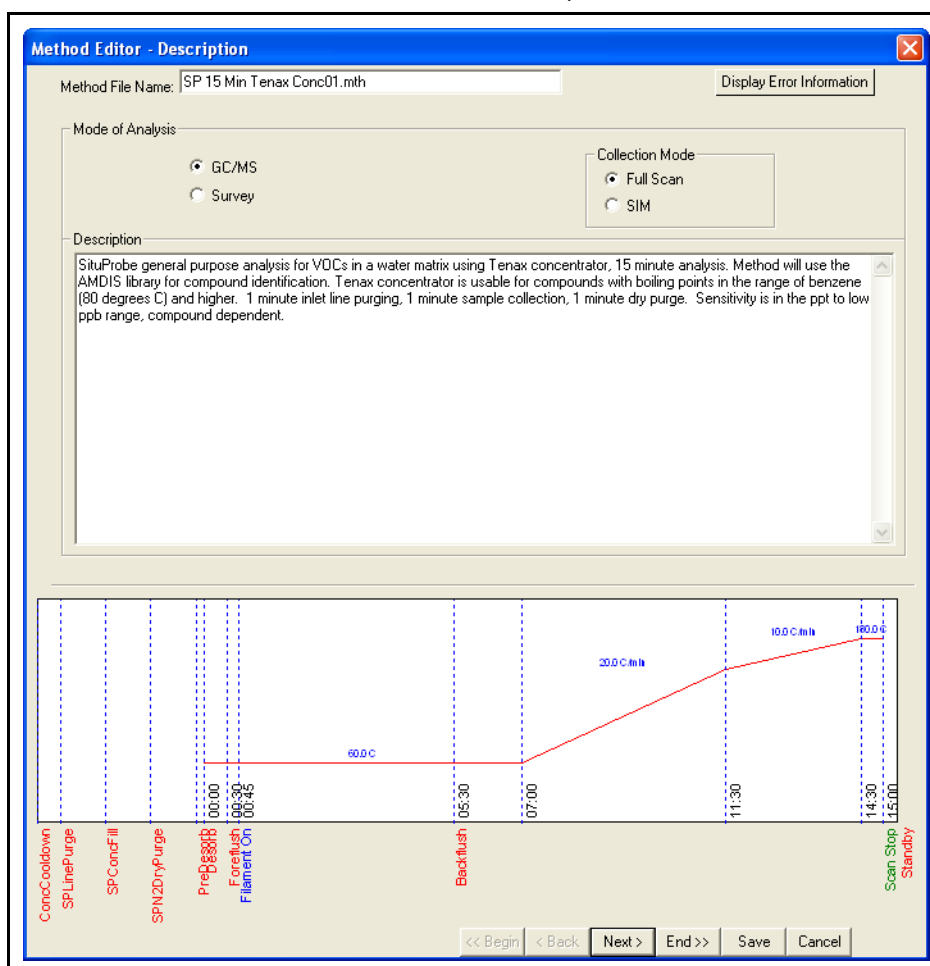 Method Editor - Description
Method File Name: SP 15 Min Tenax Conc01.mth
Display Error Information
Mode of Analysis
GC/MS
Survey
Collection Mode
Full Scan
SIM
Description
SituProbe general purpose analysis for VOCs in a water matrix using Tenax concentrator, 15 minute analysis. Method will use the
AMDIS library for compound identification. Tenax concentrator is usable for compounds with boiling points in the range of benzene
(80 degrees C) and higher. 1 minute inlet line purging, 1 minute sample collection, 1 minute dry purge. Sensitivity is in the ppt to low
ppb range, compound dependent.
60.0 C
20.0 C/min
10.0 C/min
180.0 C
00:00
00:30
00:45
05:30
07:00
11:30
14:30
15:00
ConcCooldown
SPLinePurge
SPConcFill
SPN2DryPurge
PreDesorb
Desorb
Foreflush
Filament On
Backflush
Scan Stop
Standby
<< Begin
< Back
Next >
End >>
Save
Cancel